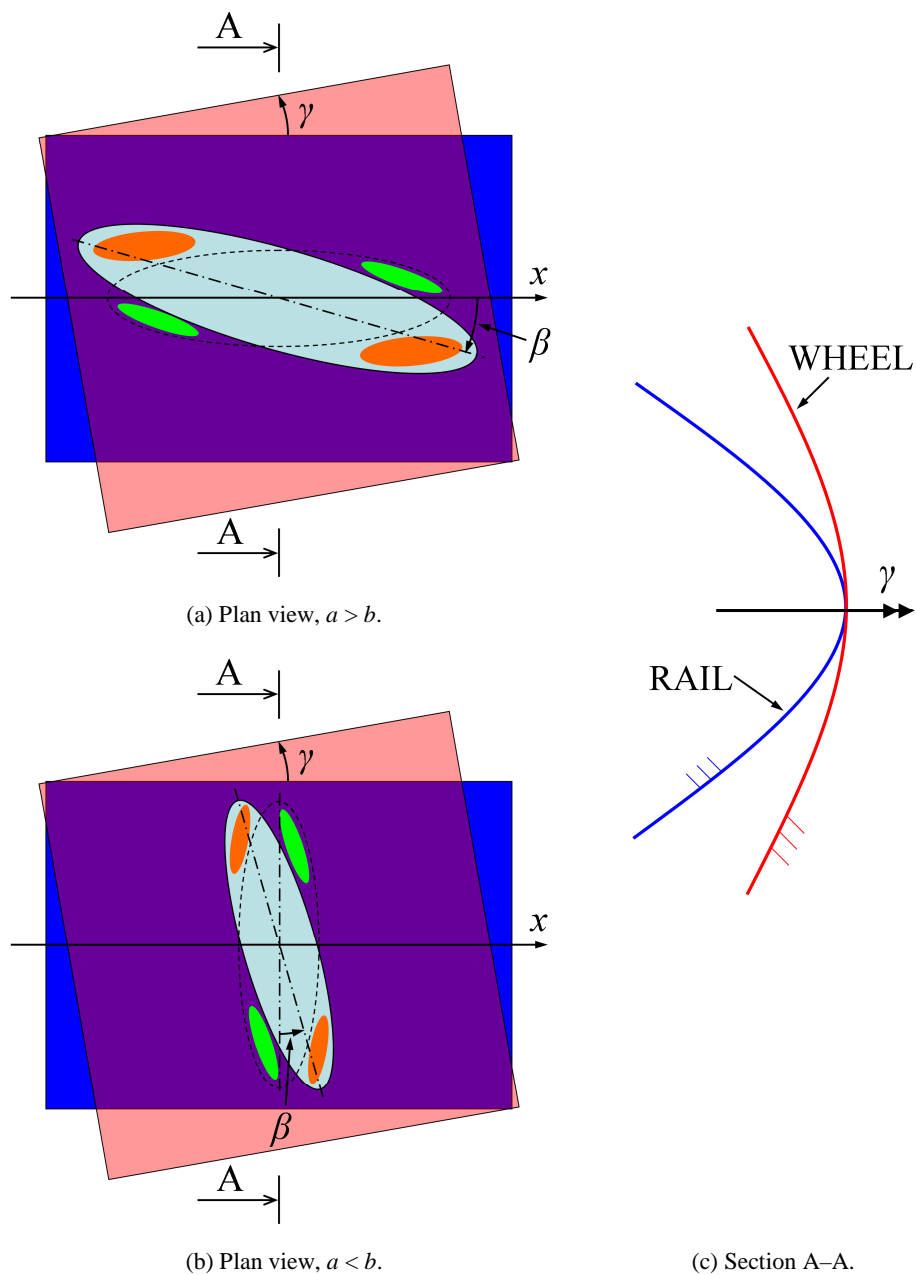 A
γ
x
β
A
(a) Plan view, a > b.
A
γ
x
β
A
(b) Plan view, a < b.
WHEEL
γ
RAIL
(c) Section A–A.